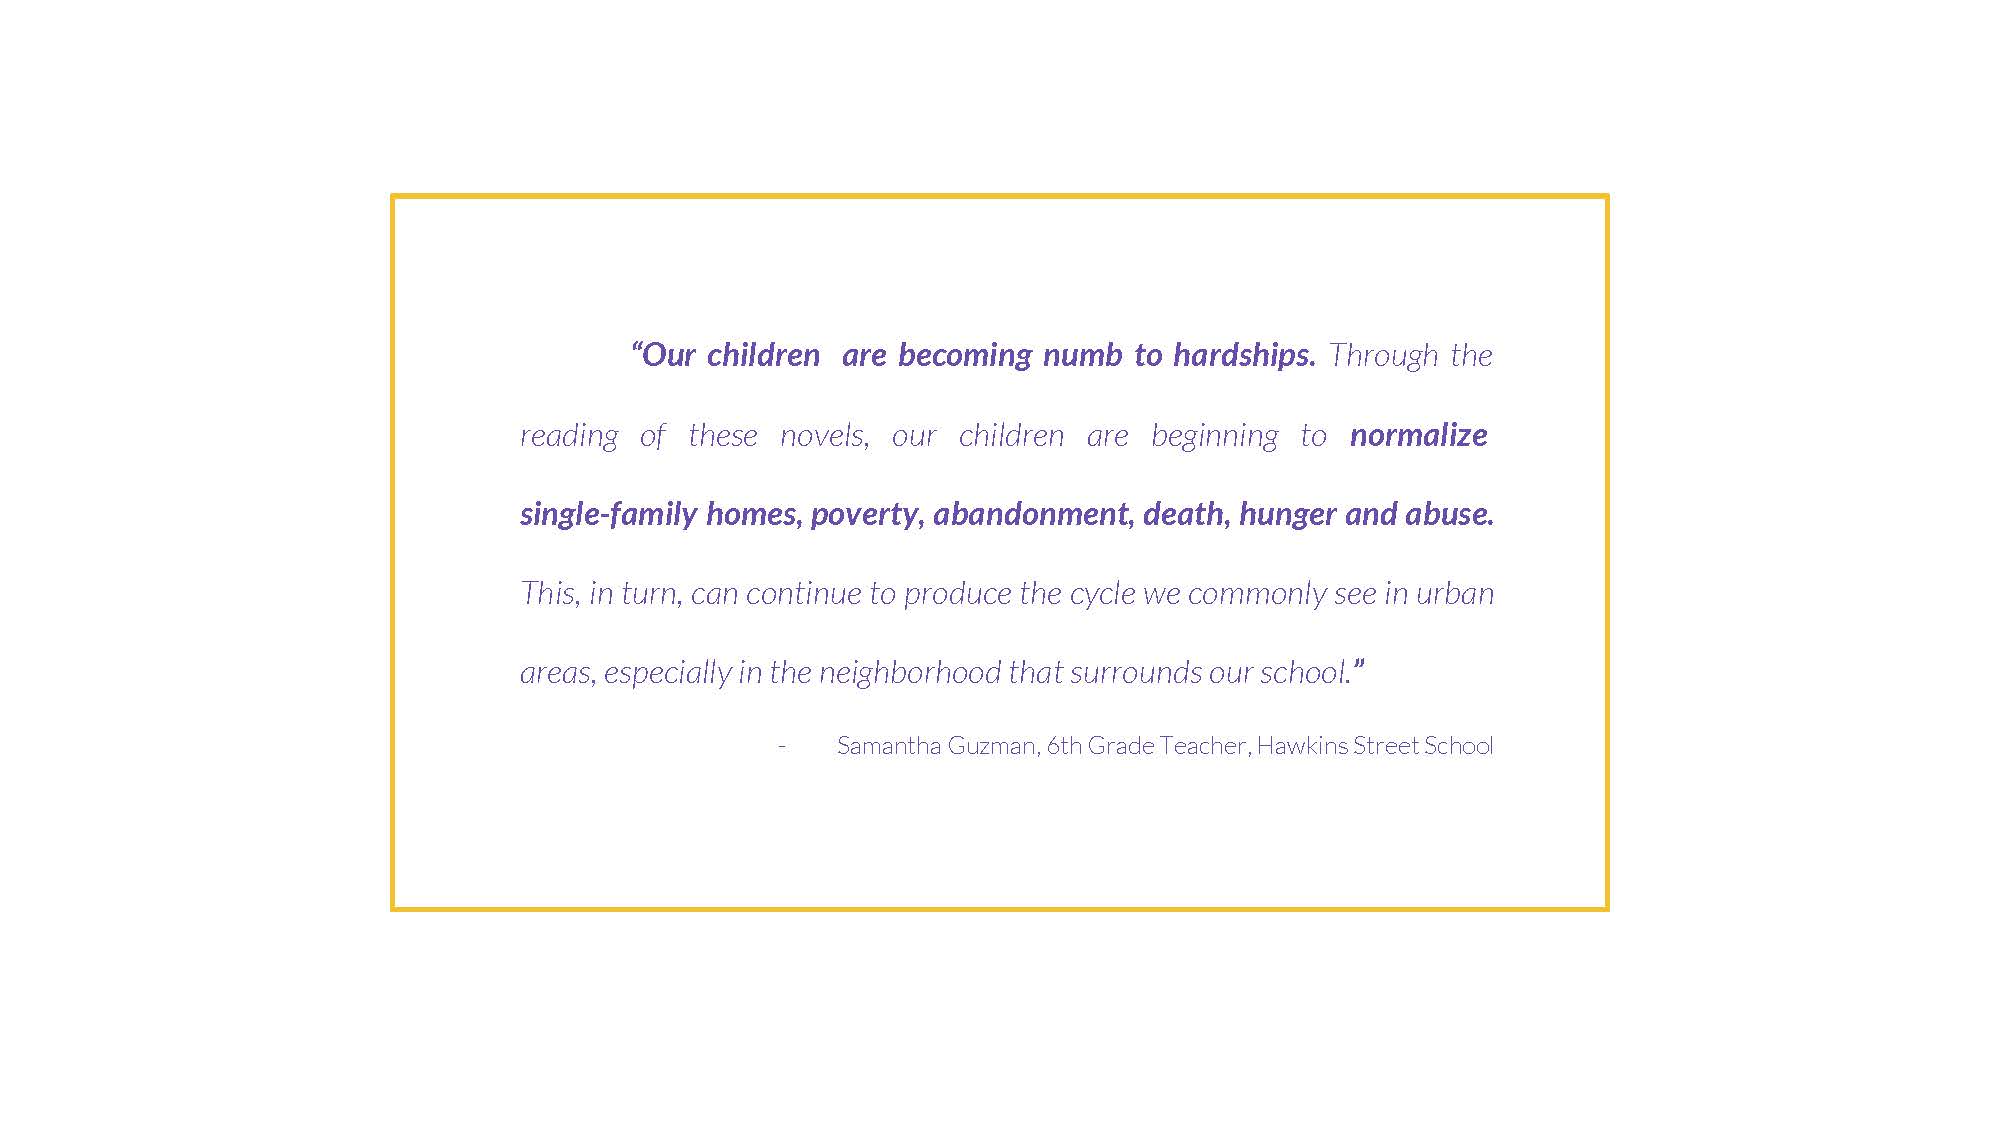 “Our children are becoming numb to hardships. Through the
reading of these novels, our children are beginning to normalize
single-family homes, poverty, abandonment, death, hunger and abuse.
This, in turn, can continue to produce the cycle we commonly see in urban
areas, especially in the neighborhood that surrounds our school.”
- Samantha Guzman, 6th Grade Teacher, Hawkins Street School